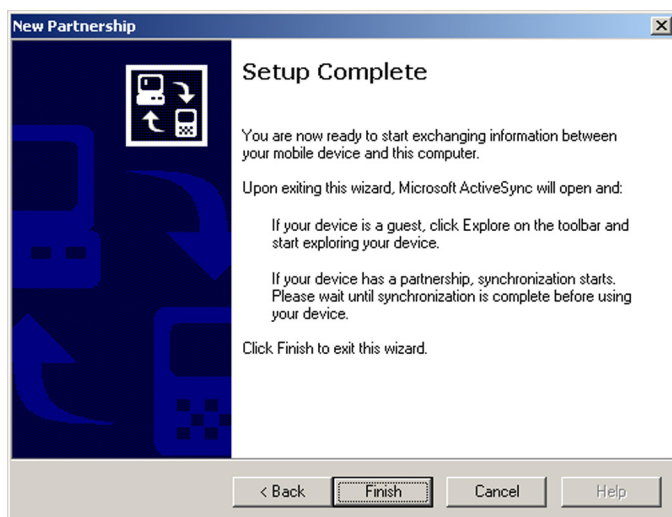 New Partnership
Setup Complete
You are now ready to start exchanging information between
your mobile device and this computer.
Upon exiting this wizard, Microsoft ActiveSync will open and:
If your device is a guest, click Explore on the toolbar and
start exploring your device.
If your device has a partnership, synchronization starts.
Please wait until synchronization is complete before using
your device.
Click Finish to exit this wizard.
< Back
Finish
Cancel
Help